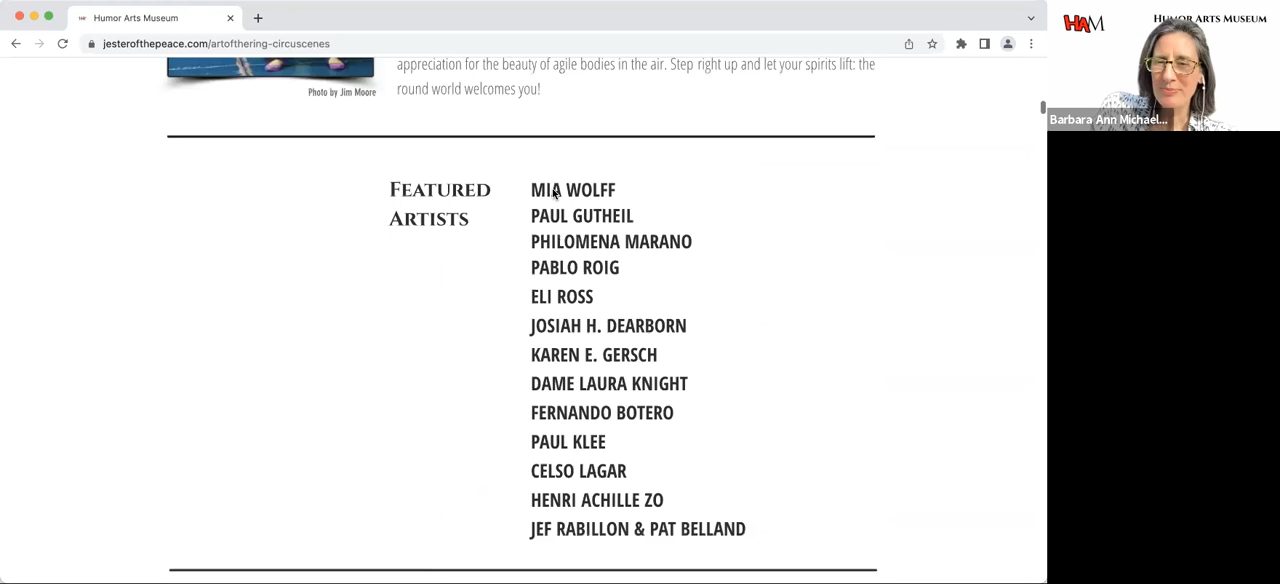 Humor Arts Museum
jesterofthepeace.com/artofthering-circuscenes
HAM
Humor Arts Museum
Barbara Ann Michael...
appreciation for the beauty of agile bodies in the air. Step right up and let your spirits lift: the
round world welcomes you!
Photo by Jim Moore
Featured
Artists
MIA WOLFF
PAUL GUTHEIL
PHILOMENA MARANO
PABLO ROIG
ELI ROSS
JOSIAH H. DEARBORN
KAREN E. GERSCH
DAME LAURA KNIGHT
FERNANDO BOTERO
PAUL KLEE
CELSO LAGAR
HENRI ACHILLE ZO
JEF RABILLON & PAT BELLAND